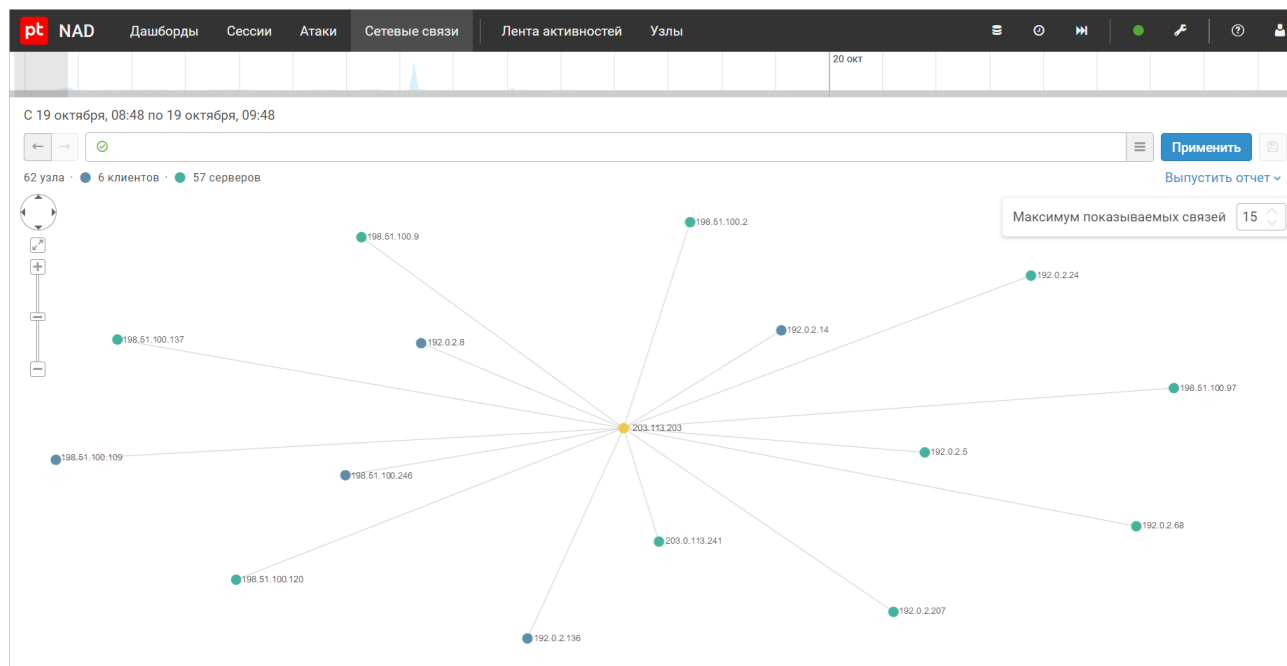 pt NAD Дашборды Сессии Атаки Сетевые связи Лента активностей Узлы
20 окт
С 19 октября, 08:48 по 19 октября, 09:48
Применить
62 узла · 6 клиентов · 57 серверов Выпустить отчет
Максимум показываемых связей 15
198.51.100.2
198.51.100.9
192.0.2.24
192.0.2.14
198.51.100.137
192.0.2.8
198.51.100.97
203.113.203
192.0.2.5
198.51.100.109
198.51.100.246
192.0.2.68
203.0.113.241
198.51.100.120
192.0.2.207
192.0.2.136